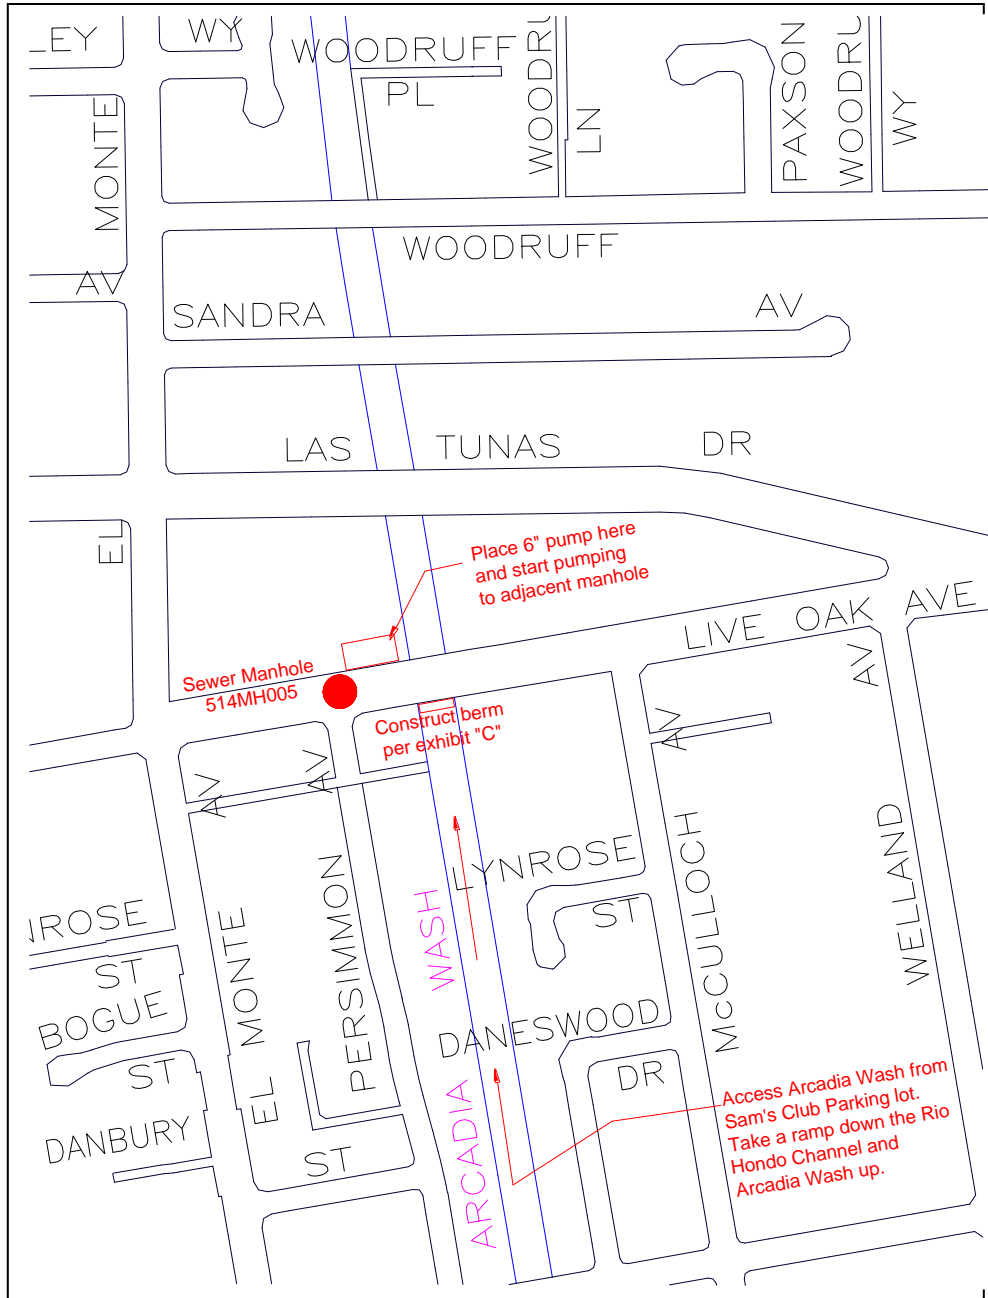 LEY
WY
WOODRUFF
PL
MONTE
WOODRU
LN
PAXSON
WOODRU
WY
WOODRUFF
AV
SANDRA
AV
LAS TUNAS DR
EL
Place 6" pump here
and start pumping
to adjacent manhole
LIVE OAK AVE
Sewer Manhole
514MH005
Construct berm
per exhibit "C"
AV
AV
AV
AV
LYNROSE
ST
McCULLOCH
WELLAND
NROSE
ST
BOGUE
ST
EL MONTE
PERSIMMON
ARCADIA WASH
DANESWOOD
DR
DANBURY
ST
Access Arcadia Wash from
Sam's Club Parking lot.
Take a ramp down the Rio
Hondo Channel and
Arcadia Wash up.